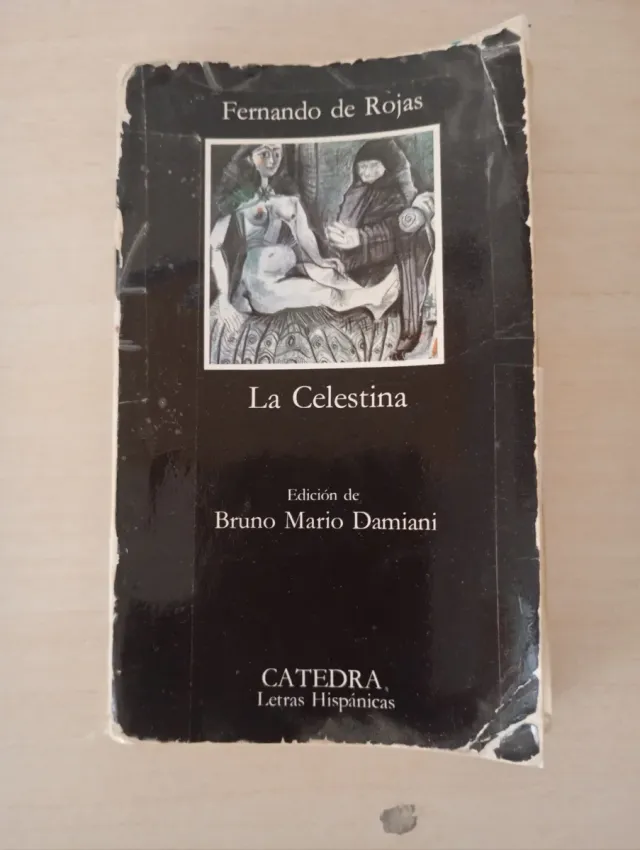 Fernando de Rojas
La Celestina
Edición de
Bruno Mario Damiani
CATEDRA
Letras Hispánicas